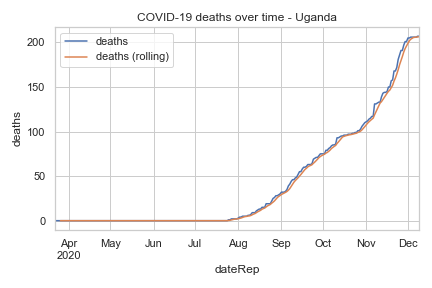 COVID-19 deaths over time - Uganda
deaths
deaths (rolling)
200
150
100
50
0
deaths
Apr May Jun Jul Aug Sep Oct Nov Dec
2020
dateRep